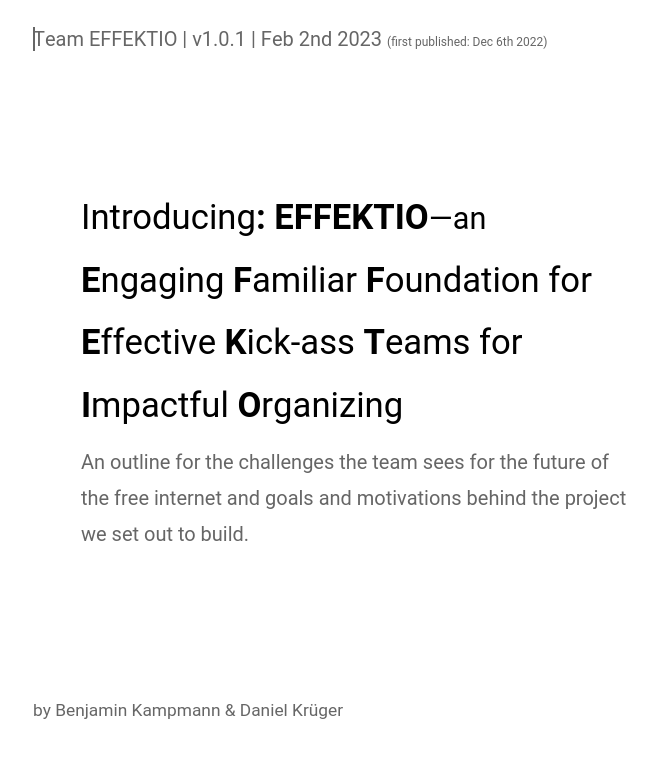 Team EFFEKTIO | v1.0.1 | Feb 2nd 2023 (first published: Dec 6th 2022)
Introducing: EFFEKTIO—an
Engaging Familiar Foundation for
Effective Kick-ass Teams for
Impactful Organizing
An outline for the challenges the team sees for the future of
the free internet and goals and motivations behind the project
we set out to build.
by Benjamin Kampmann & Daniel Krüger